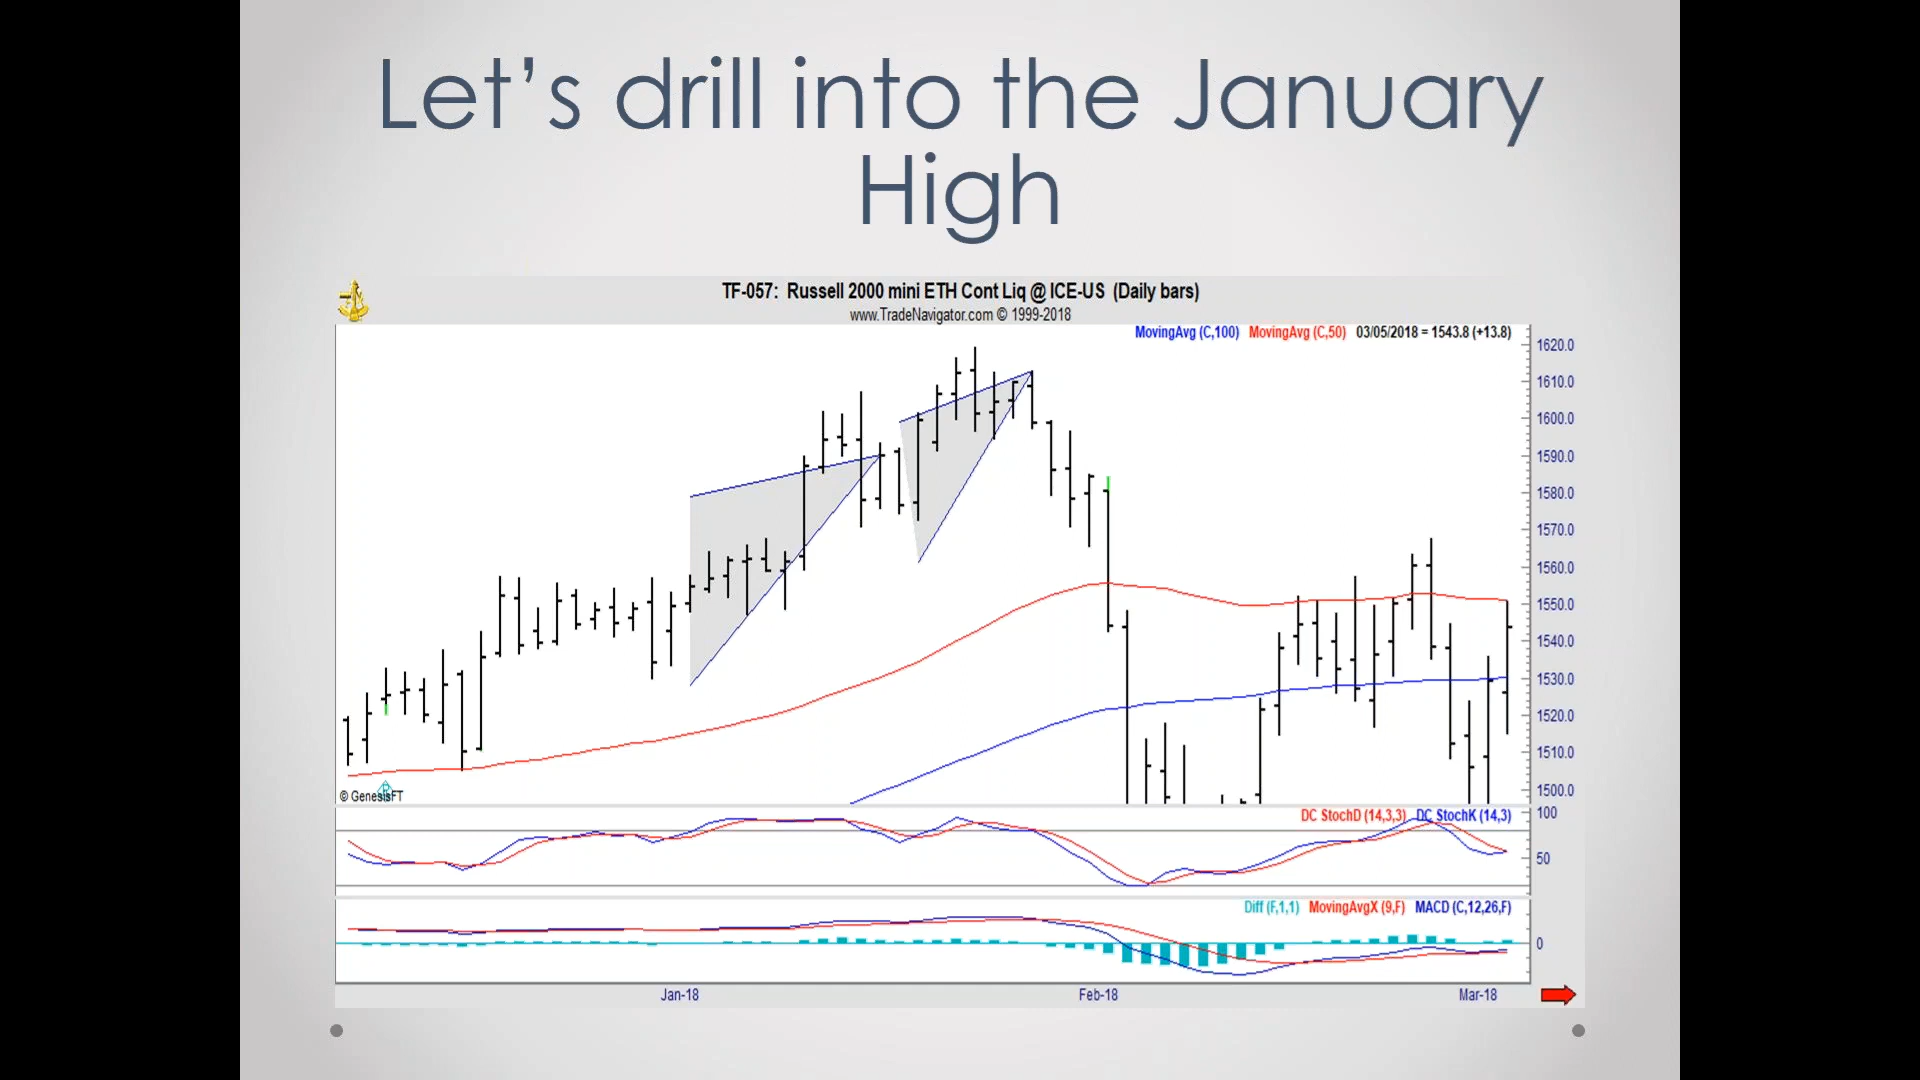 Let’s drill into the January
High
TF-057: Russell 2000 mini ETH Cont Liq @ ICE-US (Daily bars)
www.TradeNavigator.com © 1999-2018
MovingAvg (C,100) MovingAvg (C,50) 03/05/2018 = 1543.8 (+13.8)
1620.0
1610.0
1600.0
1590.0
1580.0
1570.0
1560.0
1550.0
1540.0
1530.0
1520.0
1510.0
1500.0
© GenesisFT
DC StochD (14,3,3) DC StochK (14,3)
100
50
Diff (F,1,1) MovingAvgX (9,F) MACD (C,12,26,F)
0
Jan-18 Feb-18 Mar-18